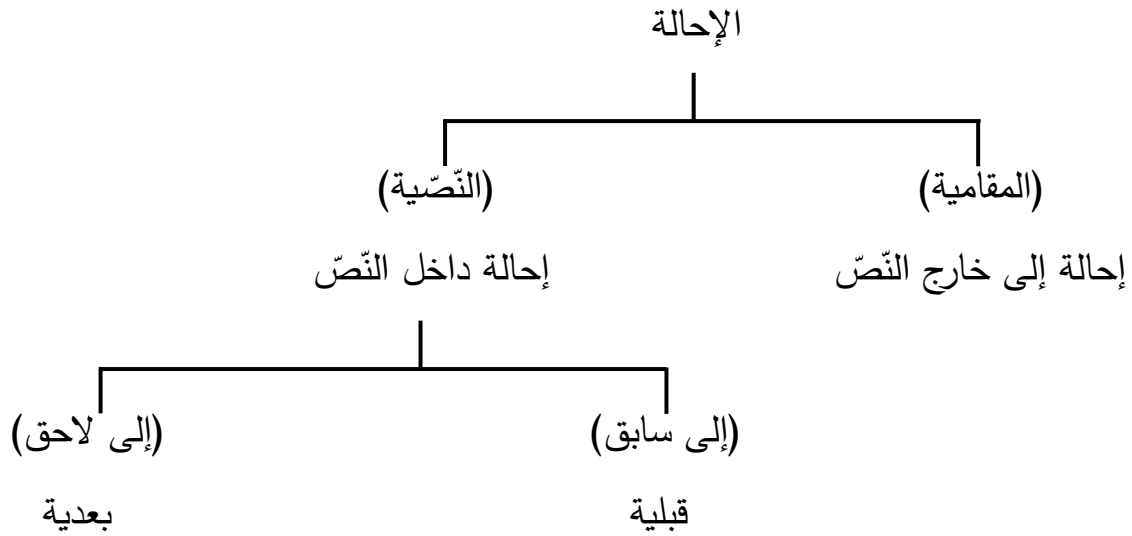 الإحالة
(المقامية) (النّصّية)
إحالة إلى خارج النّصّ إحالة داخل النّصّ
(إلى سابق) (إلى لاحق)
قبلية بعدية